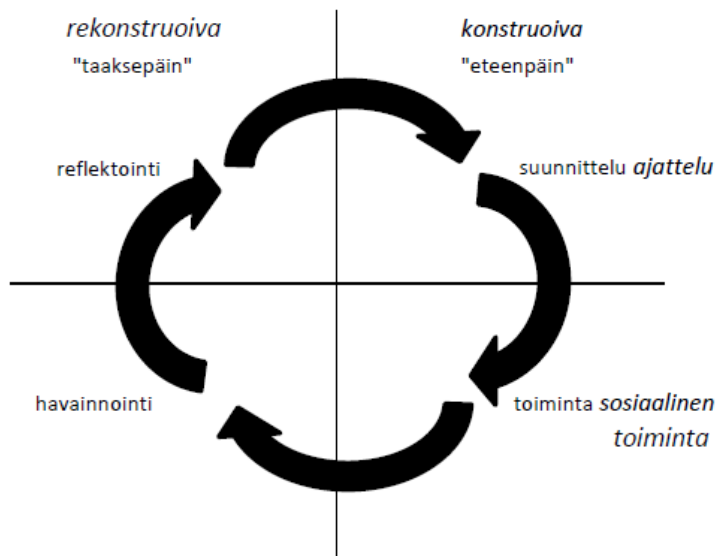 rekonstruoiva
"taaksepäin"
konstruoiva
"eteenpäin"
reflektointi
suunnittelu ajattelu
havainnointi
toiminta sosiaalinen
toiminta